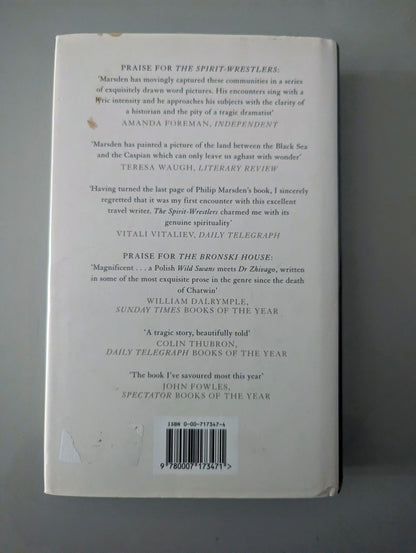 PRAISE FOR THE SPIRIT-WRESTLERS:
'Marsden has movingly captured these communities in a series
of exquisitely drawn word pictures. His encounters sing with a
lyric intensity and he approaches his subjects with the clarity of
a historian and the pity of a tragic dramatist'
AMANDA FOREMAN, INDEPENDENT
'Marsden has painted a picture of the land between the Black Sea
and the Caspian which can only leave us aghast with wonder'
TERESA WAUGH, LITERARY REVIEW
'Having turned the last page of Philip Marsden's book, I sincerely
regretted that it was my first encounter with this excellent
travel writer. The Spirit-Wrestlers charmed me with its
genuine spirituality'
VITALI VITALIEV, DAILY TELEGRAPH
PRAISE FOR THE BRONSKI HOUSE:
'Magnificent . . . a Polish Wild Swans meets Dr Zhivago, written
in some of the most exquisite prose in the genre since the death
of Chatwin'
WILLIAM DALRYMPLE,
SUNDAY TIMES BOOKS OF THE YEAR
'A tragic story, beautifully told'
COLIN THUBRON,
DAILY TELEGRAPH BOOKS OF THE YEAR
'The book I've savoured most this year'
JOHN FOWLES,
SPECTATOR BOOKS OF THE YEAR
ISBN 0-00-717347-4
9 780007 173471 >